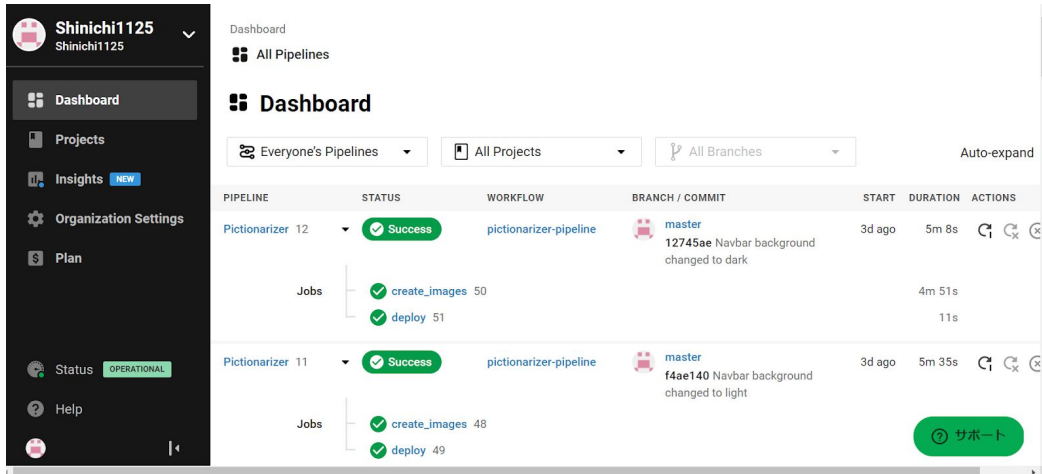 Shinichi1125
Shinichi1125
Dashboard
Projects
Insights NEW
Organization Settings
Plan
Status OPERATIONAL
Help
Dashboard
All Pipelines
Dashboard
Everyone's Pipelines All Projects All Branches Auto-expand
PIPELINE STATUS WORKFLOW BRANCH / COMMIT START DURATION ACTIONS
Pictionarizer 12 Success pictionarizer-pipeline master 3d ago 5m 8s
12745ae Navbar background
changed to dark
Jobs create_images 50 4m 51s
deploy 51 11s
Pictionarizer 11 Success pictionarizer-pipeline master 3d ago 5m 35s
f4ae140 Navbar background
changed to light
Jobs create_images 48
deploy 49
サポート